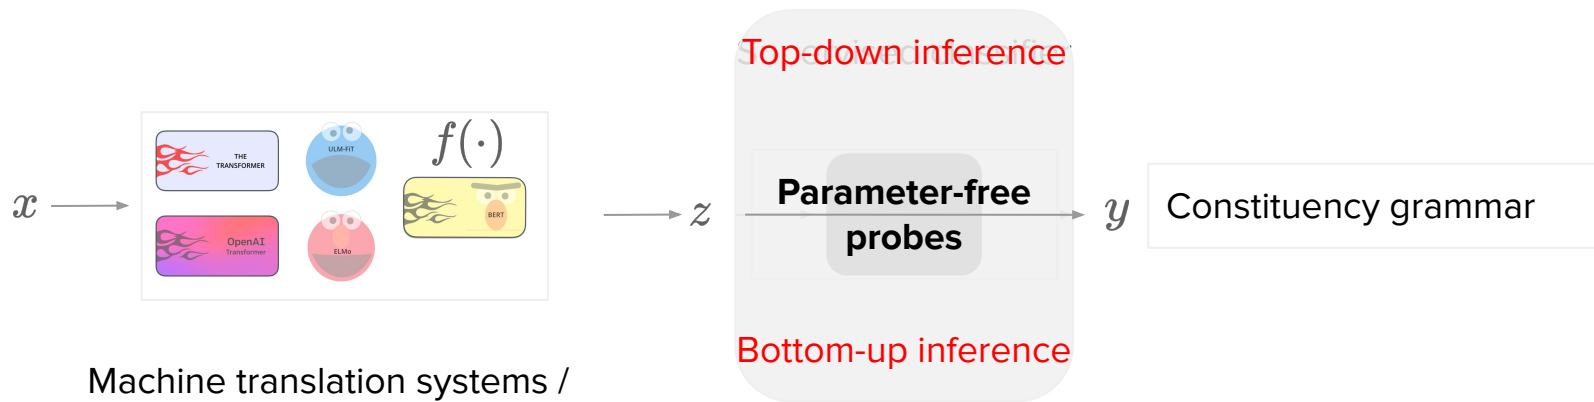 Top-down inference
f(·)
THE
TRANSFORMER
ULM-FiT
BERT
x
z
Parameter-free
probes
y
Constituency grammar
OpenAI
Transformer
ELMo
Bottom-up inference
Machine translation systems /